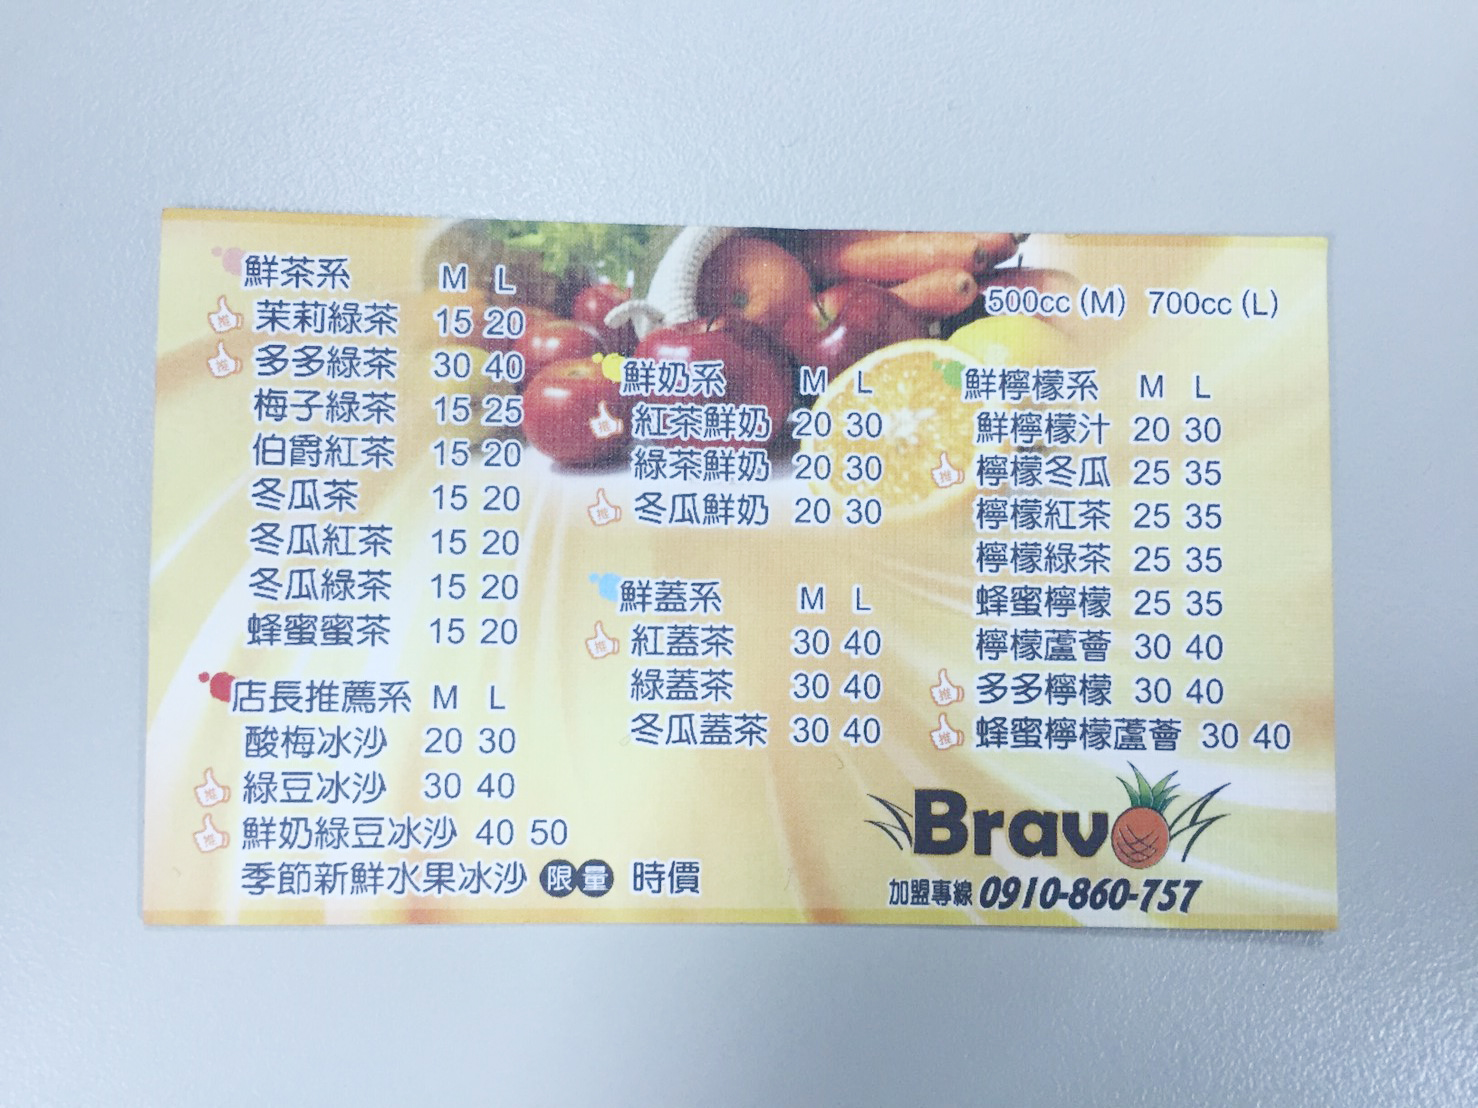 鮮茶系 M L
推 茉莉綠茶 15 20
推 多多綠茶 30 40
梅子綠茶 15 25
伯爵紅茶 15 20
冬瓜茶 15 20
冬瓜紅茶 15 20
冬瓜綠茶 15 20
蜂蜜蜜茶 15 20
店長推薦系 M L
酸梅冰沙 20 30
推 綠豆冰沙 30 40
推 鮮奶綠豆冰沙 40 50
季節新鮮水果冰沙 限量 時價
鮮奶系 M L
推 紅茶鮮奶 20 30
綠茶鮮奶 20 30
推 冬瓜鮮奶 20 30
鮮蓋系 M L
推 紅蓋茶 30 40
綠蓋茶 30 40
冬瓜蓋茶 30 40
500cc (M) 700cc (L)
鮮檸檬系 M L
鮮檸檬汁 20 30
推 檸檬冬瓜 25 35
檸檬紅茶 25 35
檸檬綠茶 25 35
蜂蜜檸檬 25 35
檸檬蘆薈 30 40
推 多多檸檬 30 40
推 蜂蜜檸檬蘆薈 30 40
Bravo
加盟專線 0910-860-757